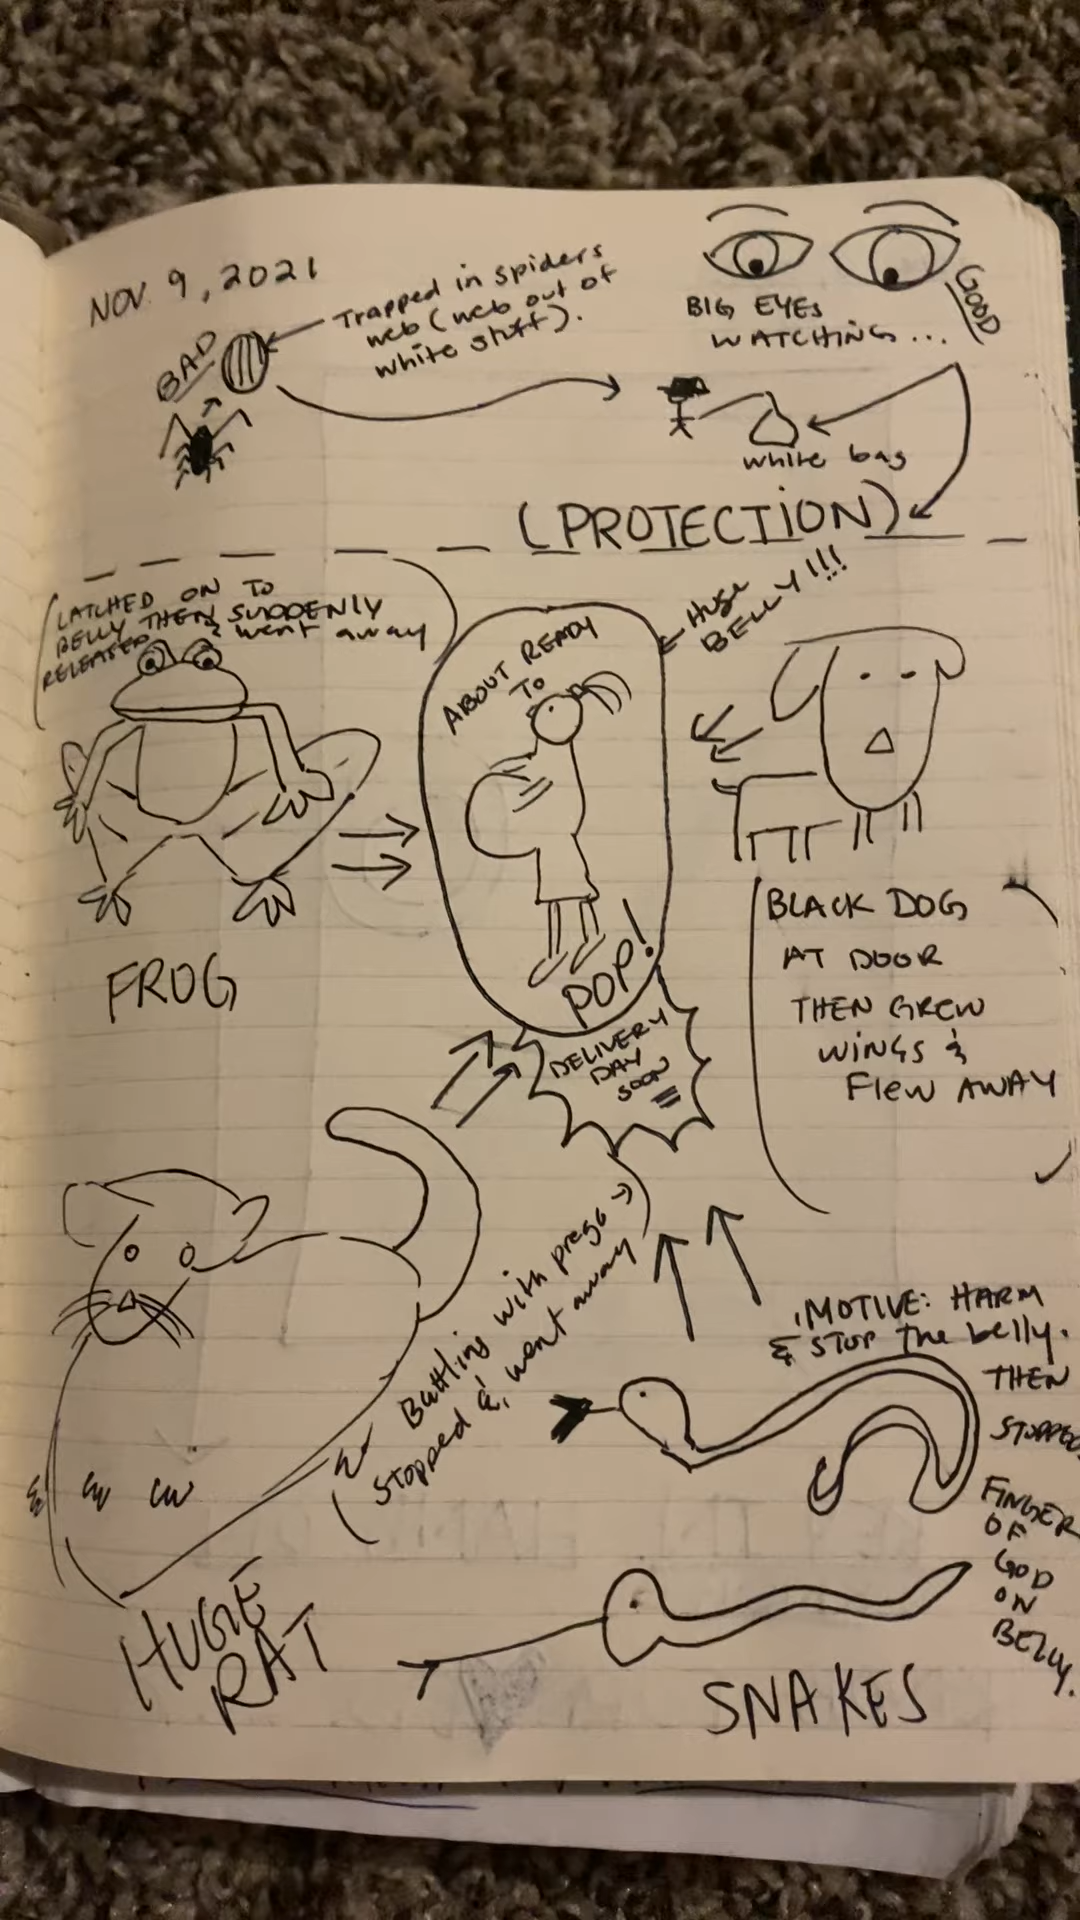 NOV. 9, 2021
BAD
Trapped in spiders
web (web out of
white stuff).
BIG EYES
WATCHING...
GOOD
white bag
(PROTECTION)
LATCHED ON TO
BELLY THEN SUDDENLY
RELEASED & went away
FROG
ABOUT READY
TO
POP!
DELIVERY
DAY
SOON
HUGE
BELLY!!!
BLACK DOG
AT DOOR
THEN GREW
WINGS &
FlEW AWAY
HUGE
RAT
Battling with prego
stopped & went away
MOTIVE: HARM
& STOP The belly.
THEN
STOPPED
FINGER
OF
GOD
ON
BELLY.
SNAKES